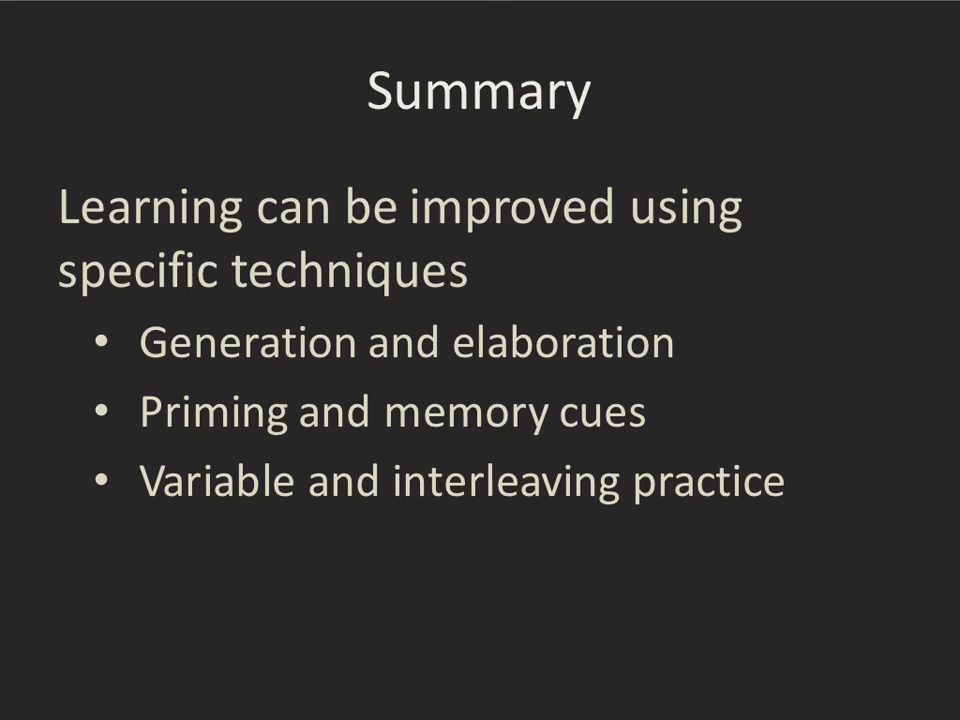 Summary
Learning can be improved using
specific techniques
• Generation and elaboration
• Priming and memory cues
• Variable and interleaving practice